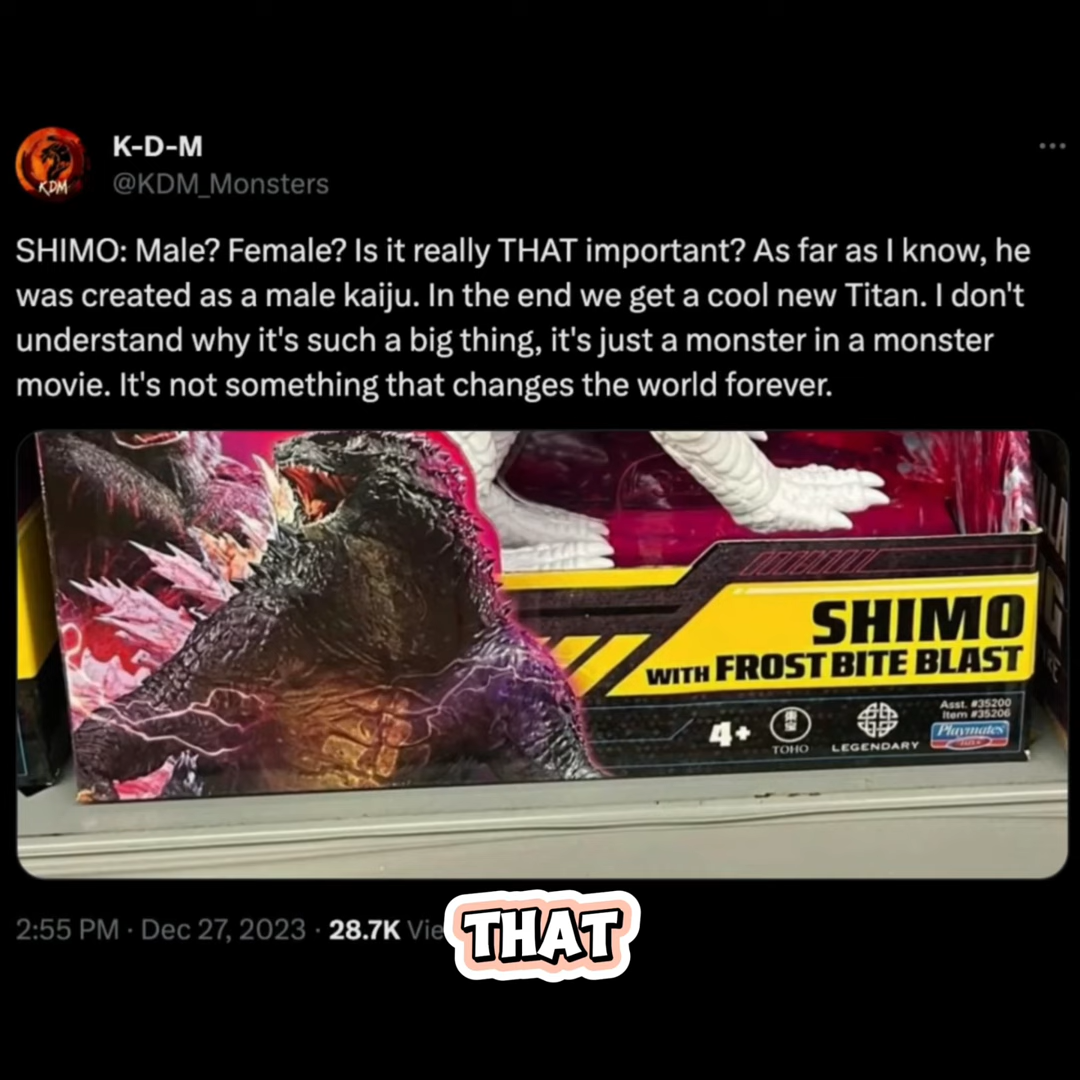 K-D-M
KDM
@KDM_Monsters
SHIMO: Male? Female? Is it really THAT important? As far as I know, he
was created as a male kaiju. In the end we get a cool new Titan. I don't
understand why it's such a big thing, it's just a monster in a monster
movie. It's not something that changes the world forever.
SHIMO
WITH FROST BITE BLAST
Asst. #35200
Item #35206
4+
TOHO
LEGENDARY
Playmates
2:55 PM · Dec 27, 2023 · 28.7K Vie
THAT